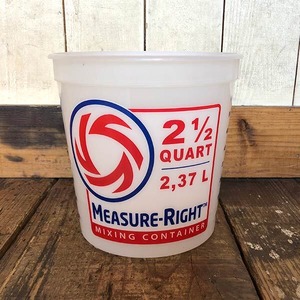 2 ½
QUART
2,37 L
MEASURE-RIGHT™
MIXING CONTAINER